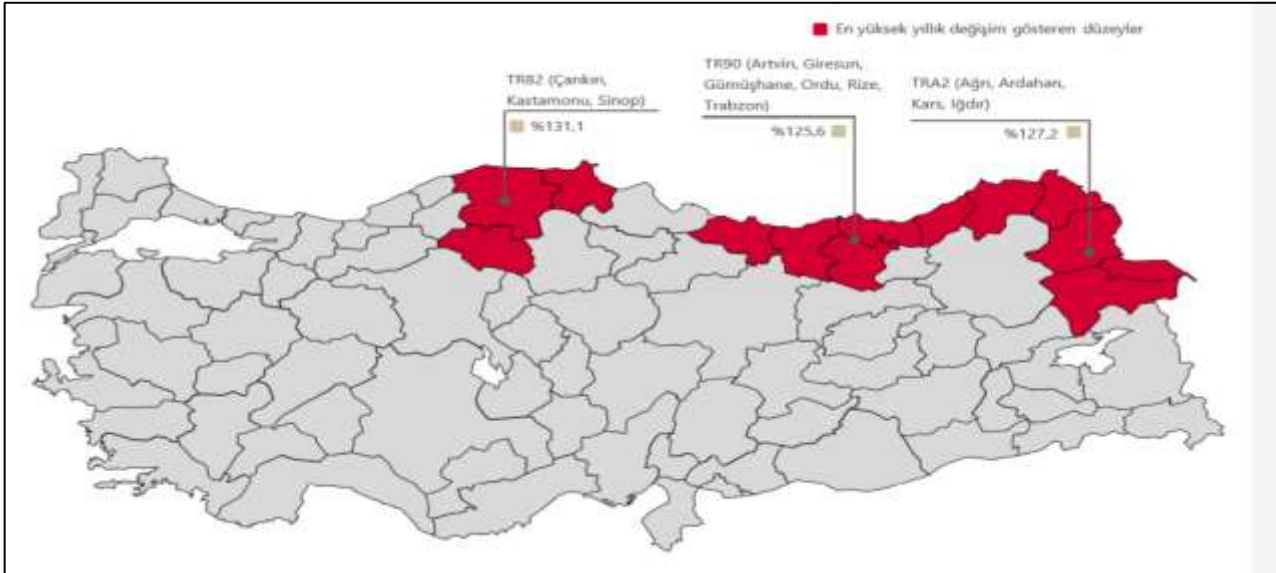 En yüksek yıllık değişim gösteren düzeyler
TR82 (Çankırı,
Kastamonu, Sinop)
%131,1
TR90 (Artvin, Giresun,
Gümüşhane, Ordu, Rize,
Trabzon)
%125,6
TRA2 (Ağrı, Ardahan,
Kars, Iğdır)
%127,2